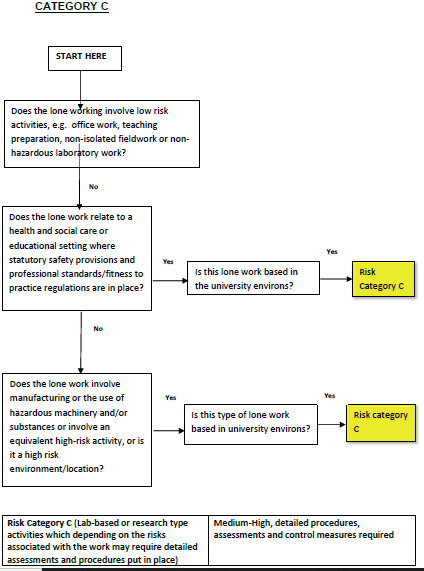 CATEGORY C
START HERE
Does the lone working involve low risk
activities, e.g. office work, teaching
preparation, non-isolated fieldwork or non-
hazardous laboratory work?
No
Does the lone work relate to a
health and social care or
educational setting where
statutory safety provisions and
professional standards/fitness to
practice regulations are in place?
Yes
Is this lone work based in
the university environs?
Yes
Risk
Category C
No
Does the lone work involve
manufacturing or the use of
hazardous machinery and/or
substances or involve an
equivalent high-risk activity, or is
it a high risk
environment/location?
Yes
Is this type of lone work
based in university environs?
Yes
Risk category
C
Risk Category C (Lab-based or research type
activities which depending on the risks
associated with the work may require detailed
assessments and procedures put in place)
Medium-High, detailed procedures,
assessments and control measures required